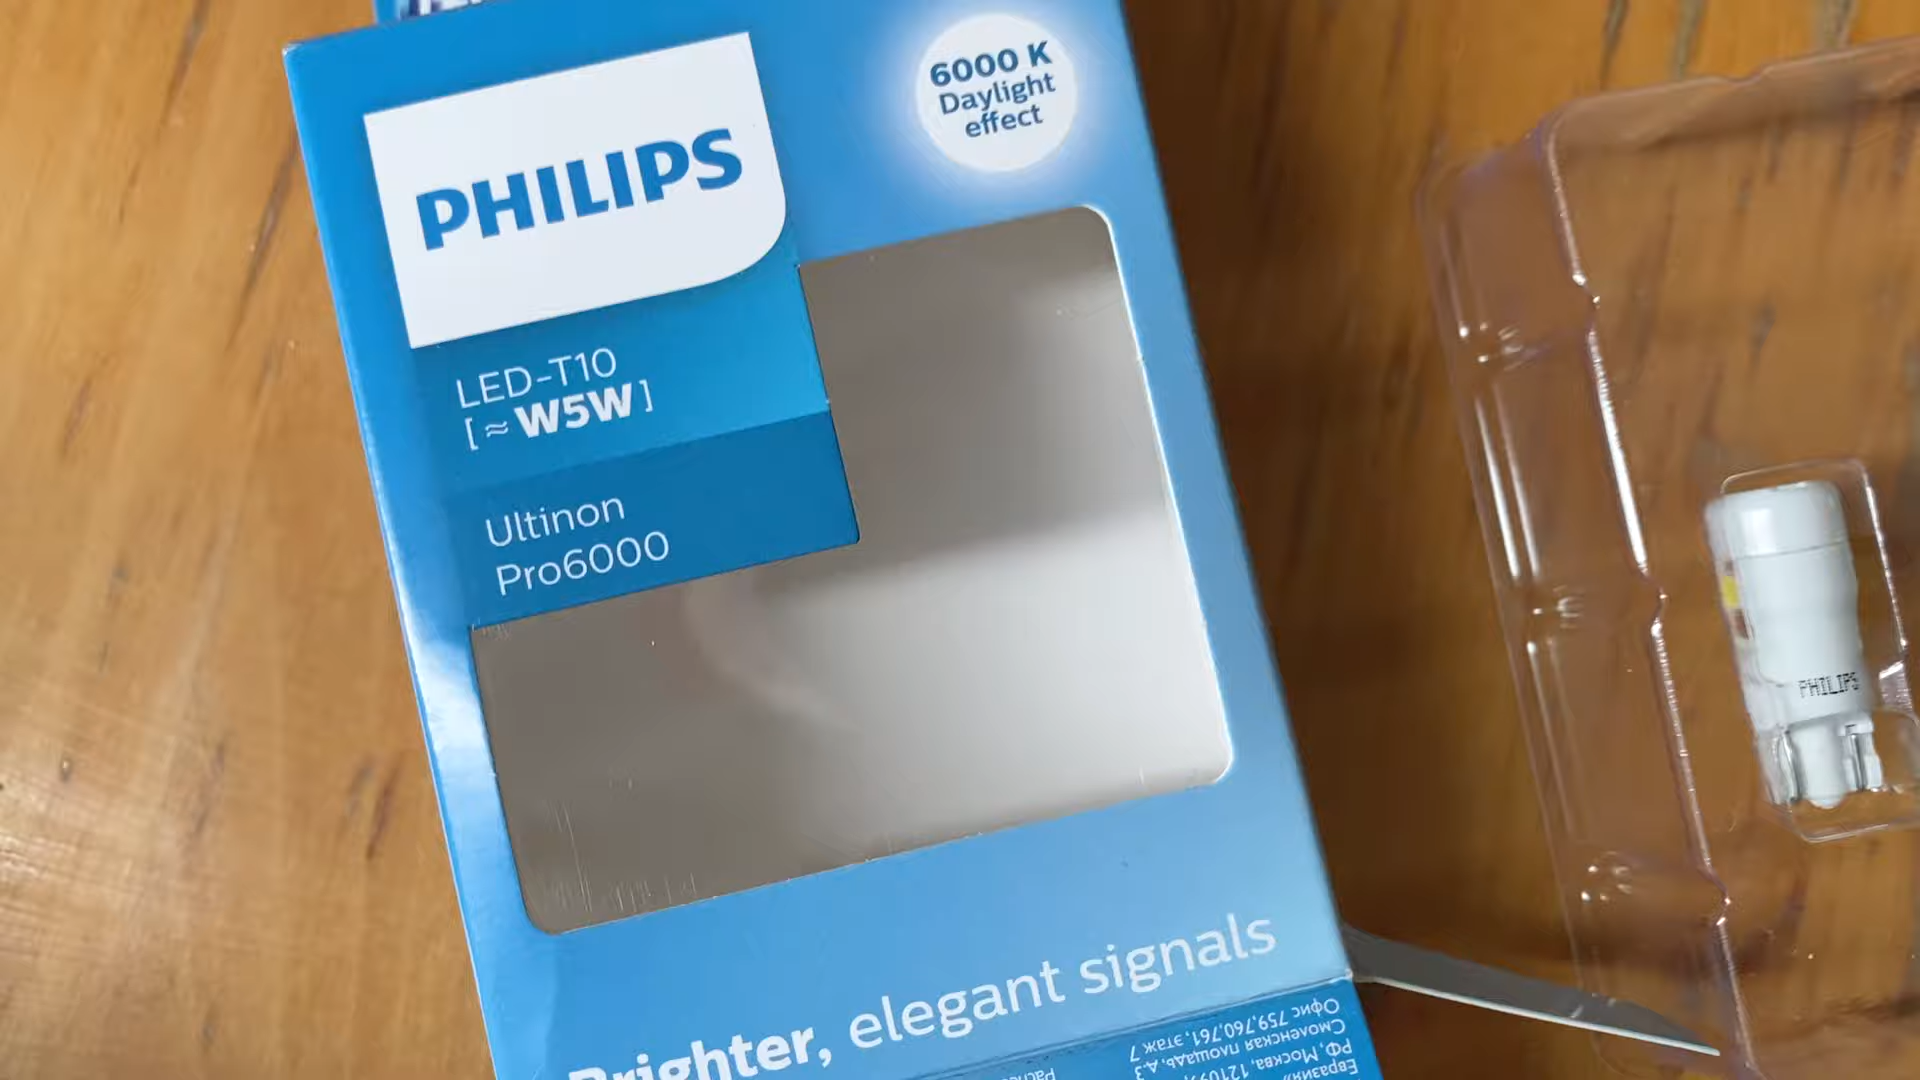 6000 K
Daylight
effect
PHILIPS
LED-T10
[≈W5W]
Ultinon
Pro6000
PHILIPS
Brighter, elegant signals
РФ, Москва,
Смоленская площадь, д.3
Офис 759,760,761, этаж 7